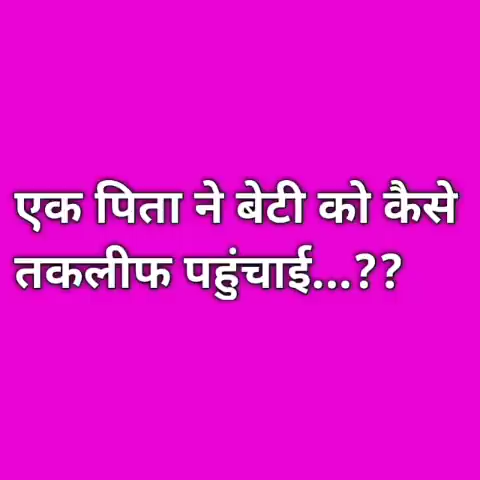 एक पिता ने बेटी को कैसे
तकलीफ पहुंचाई...??